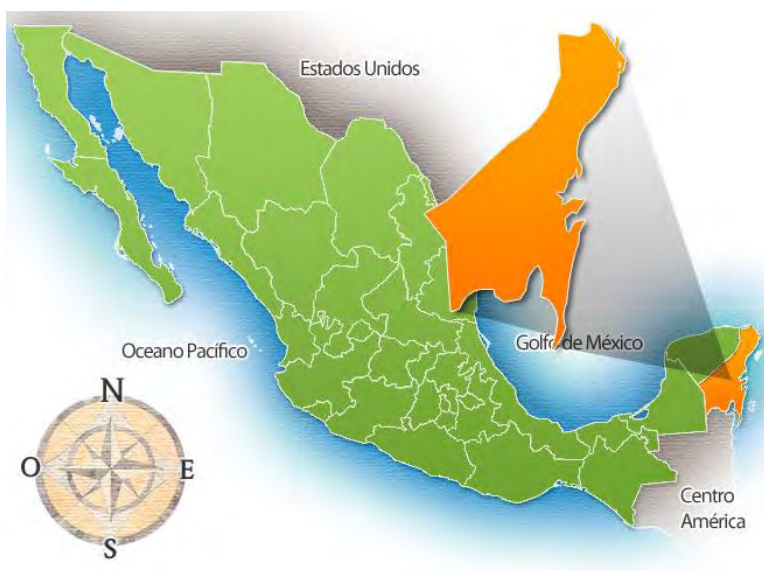 Estados Unidos
Golfo de México
Oceano Pacífico
N
O
E
S
Centro
América